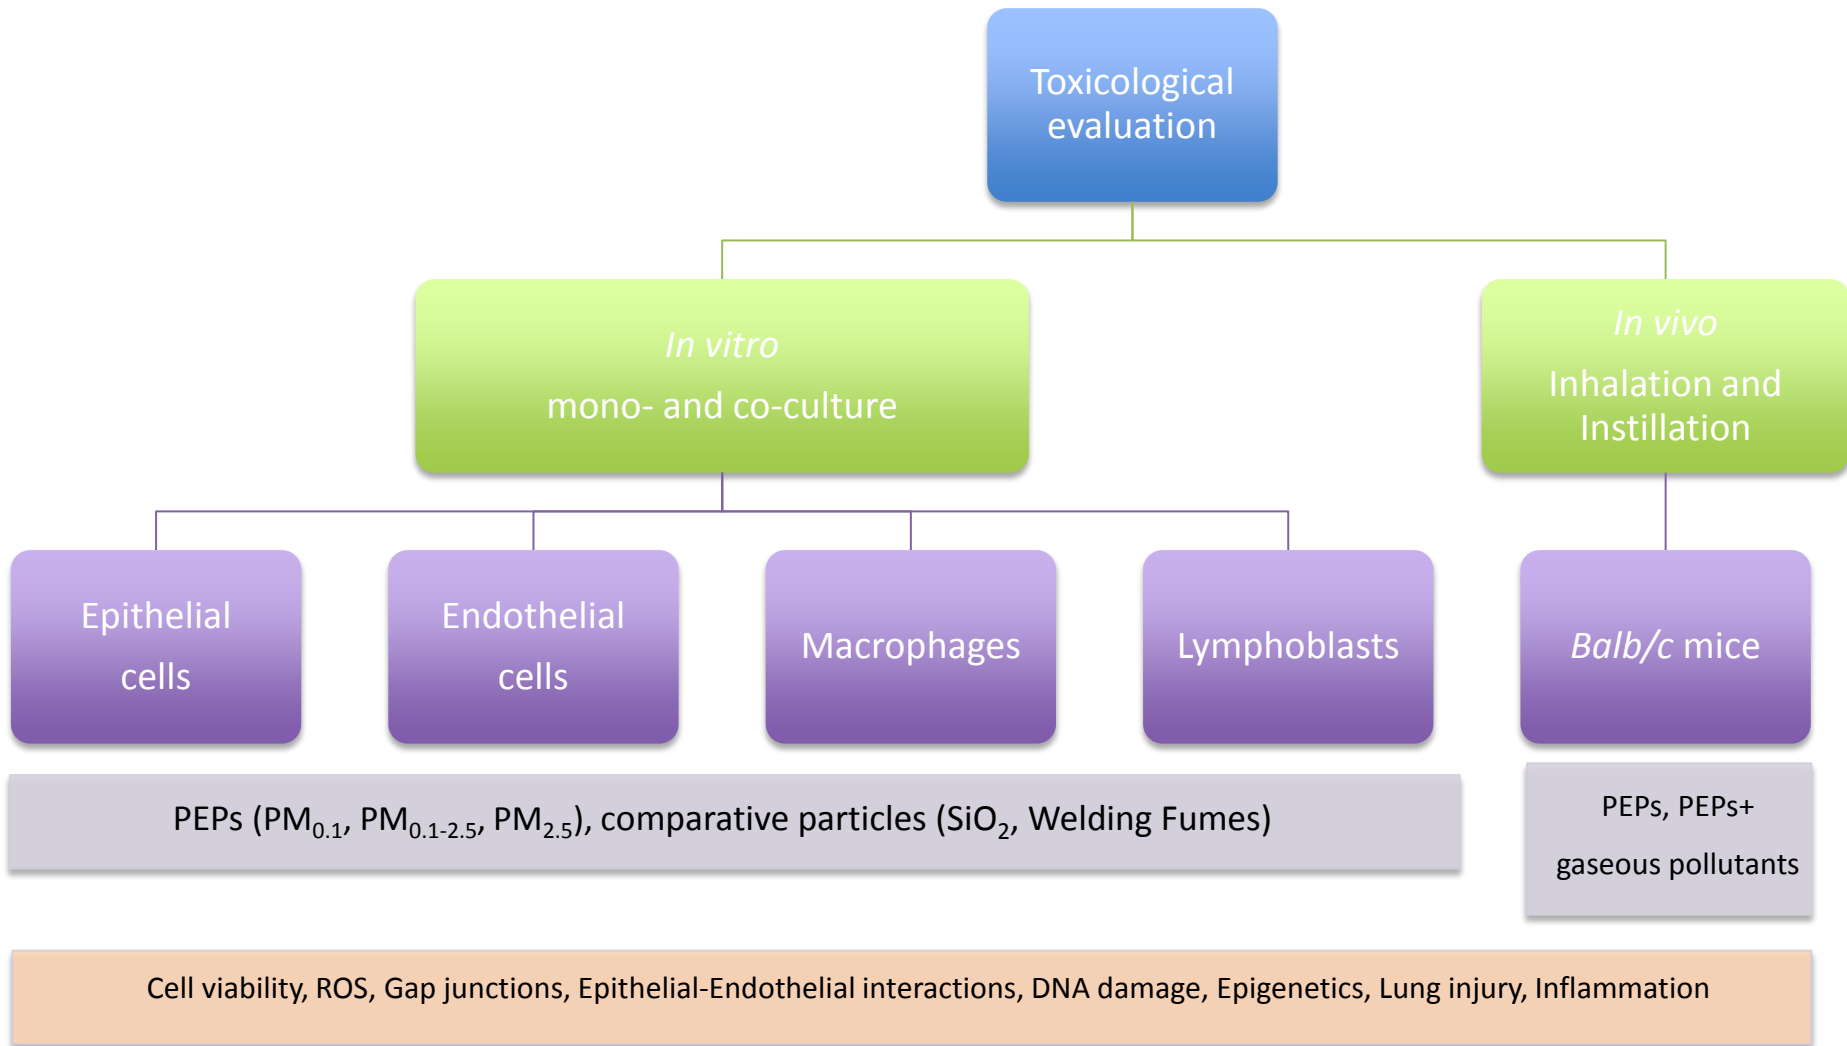 Toxicological
evaluation
In vitro
mono- and co-culture
In vivo
Inhalation and
Instillation
Epithelial
cells
Endothelial
cells
Macrophages
Lymphoblasts
Balb/c mice
PEPs (PM0.1, PM0.1-2.5, PM2.5), comparative particles (SiO2, Welding Fumes)
PEPs, PEPs+
gaseous pollutants
Cell viability, ROS, Gap junctions, Epithelial-Endothelial interactions, DNA damage, Epigenetics, Lung injury, Inflammation